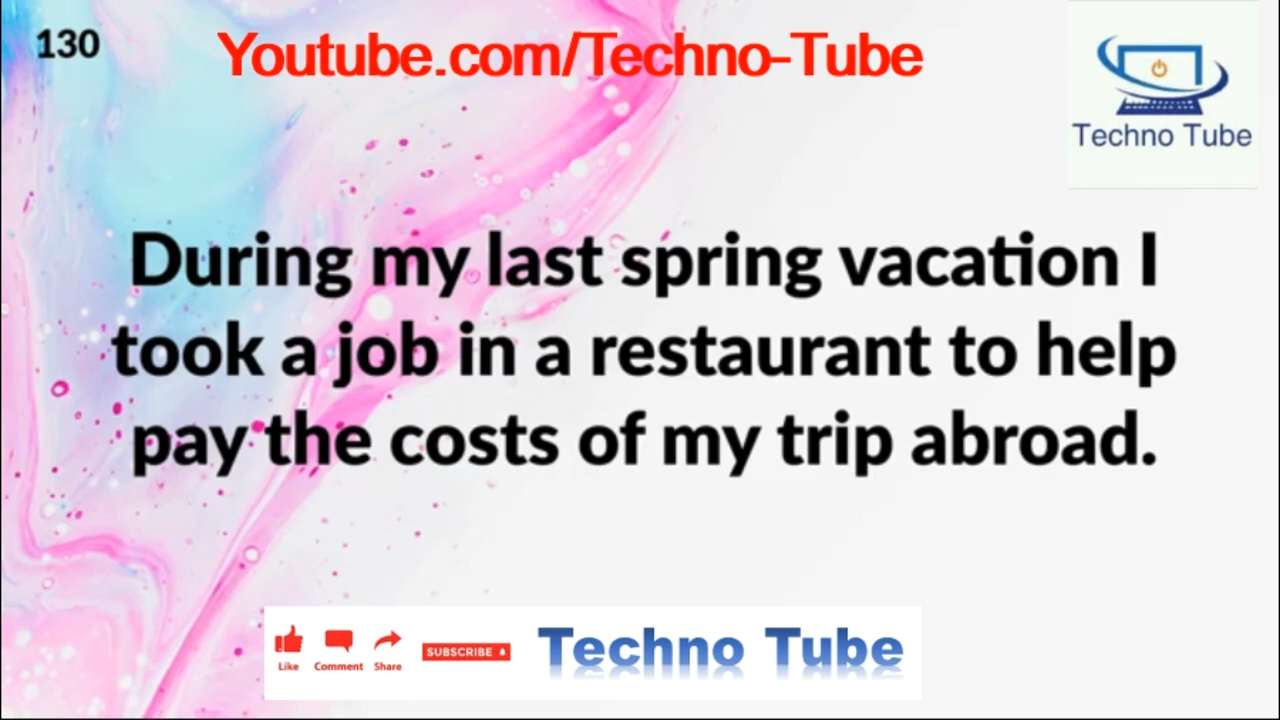 130
Youtube.com/Techno-Tube
Techno Tube
During my last spring vacation I
took a job in a restaurant to help
pay the costs of my trip abroad.
Like Comment Share SUBSCRIBE Techno Tube